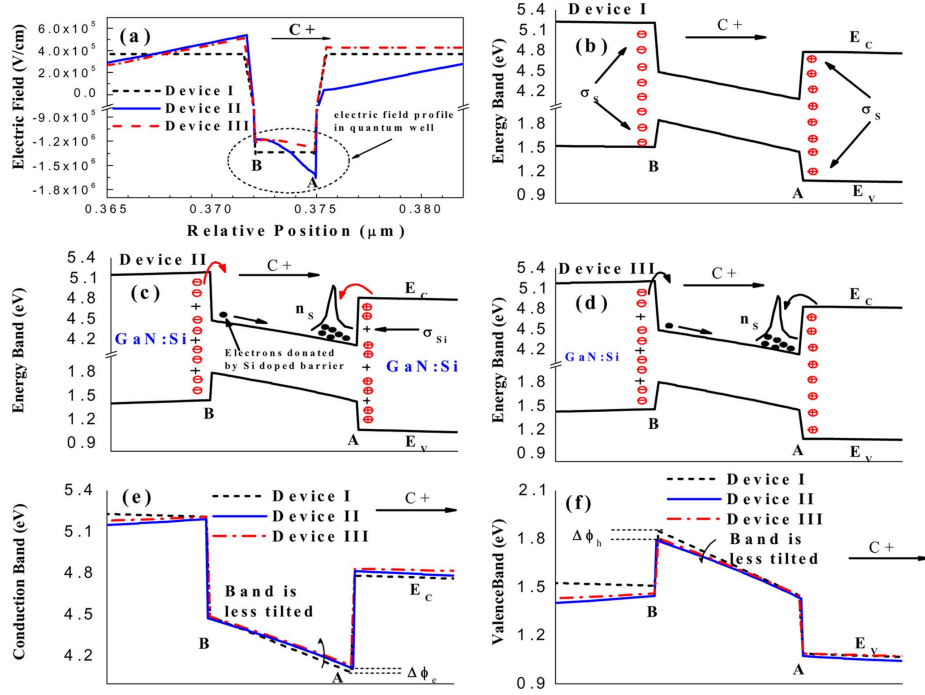 (a)
C+
Electric Field (V/cm)
6.0x10⁵
4.0x10⁵
2.0x10⁵
0.0
-9.0x10⁵
-1.2x10⁶
-1.5x10⁶
-1.8x10⁶
Device I
Device II
Device III
electric field profile
in quantum well
B
A
0.365
0.370
0.375
0.380
Relative Position (μm)
(b)
Device I
C+
Energy Band (eV)
5.4
5.1
4.8
4.5
4.2
1.8
1.5
1.2
0.9
E_C
σ_S
σ_s
B
A
E_V
(c)
Device II
C+
Energy Band (eV)
5.4
5.1
4.8
4.5
4.2
1.8
1.5
1.2
0.9
E_C
n_S
σ_Si
GaN:Si
GaN:Si
Electrons donated
by Si doped barrier
B
A
E_V
(d)
Device III
C+
Energy Band (eV)
5.4
5.1
4.8
4.5
4.2
1.8
1.5
1.2
0.9
E_C
n_S
GaN:Si
B
A
E_V
(e)
Device I
Device II
Device III
C+
Conduction Band (eV)
5.4
5.2
4.8
4.5
4.2
Band is
less tilted
E_C
B
A
Δϕ_e
(f)
Device I
Device II
Device III
C+
ValenceBand (eV)
2.1
1.8
1.5
1.2
0.9
Δϕ_h
Band is
less tilted
B
A
E_V